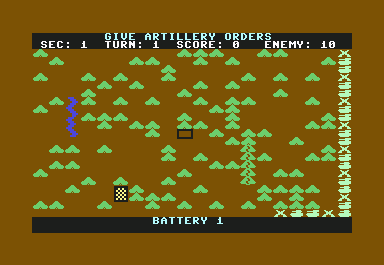 GIVE ARTILLERY ORDERS
SEC: 1 TURN: 1 SCORE: 0 ENEMY: 10
BATTERY 1